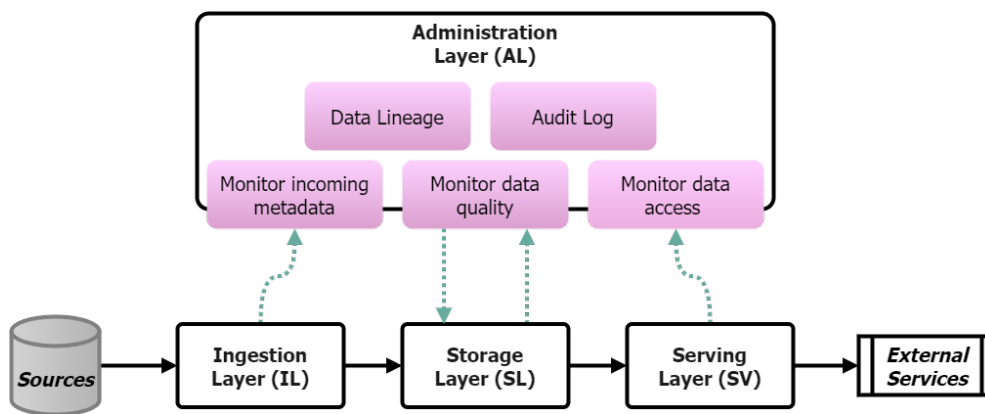 Administration
Layer (AL)
Data Lineage
Audit Log
Monitor incoming
metadata
Monitor data
quality
Monitor data
access
Sources
Ingestion
Layer (IL)
Storage
Layer (SL)
Serving
Layer (SV)
External
Services